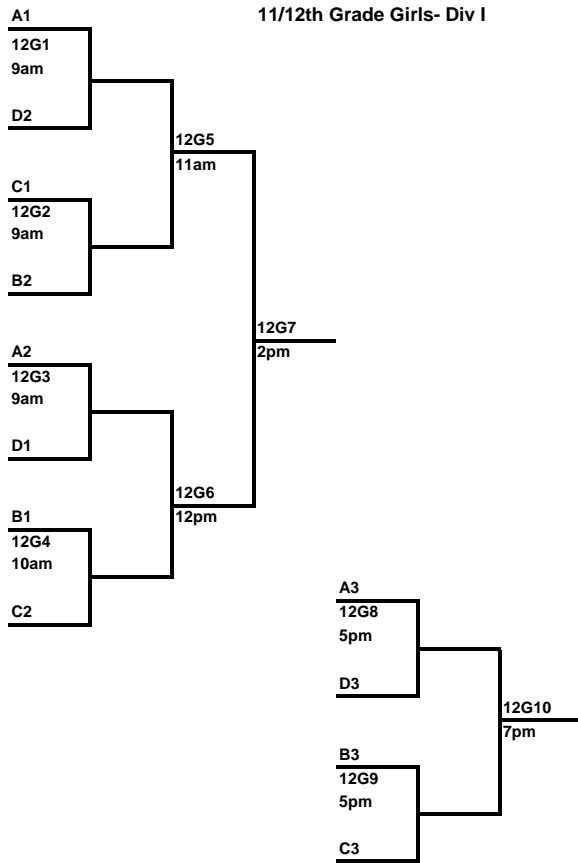 11/12th Grade Girls- Div I
A1
12G1
9am
D2
12G5
11am
C1
12G2
9am
B2
12G7
2pm
A2
12G3
9am
D1
12G6
12pm
B1
12G4
10am
C2
A3
12G8
5pm
D3
12G10
7pm
B3
12G9
5pm
C3